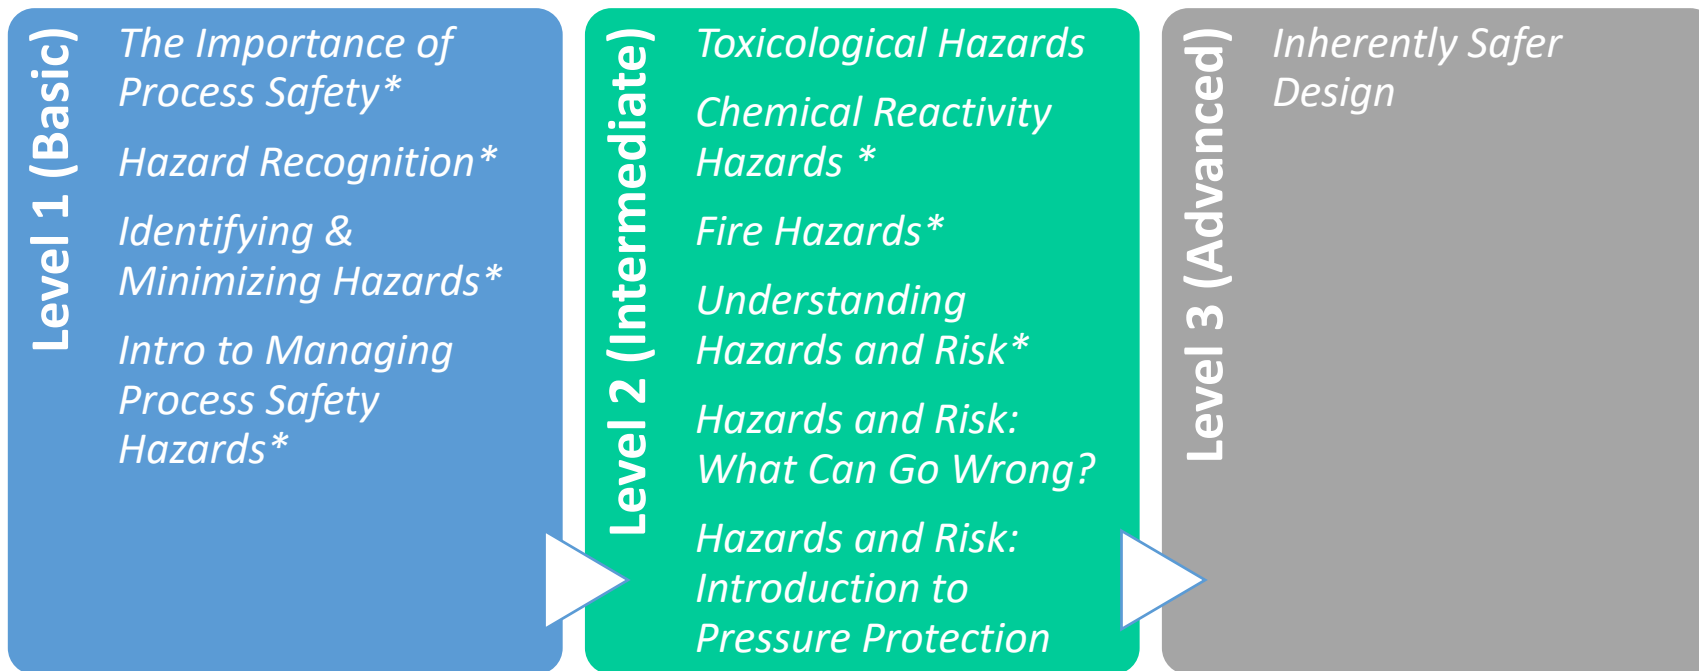 Level 1 (Basic)
The Importance of
Process Safety*
Hazard Recognition*
Identifying &
Minimizing Hazards*
Intro to Managing
Process Safety
Hazards*
Level 2 (Intermediate)
Toxicological Hazards
Chemical Reactivity
Hazards *
Fire Hazards*
Understanding
Hazards and Risk*
Hazards and Risk:
What Can Go Wrong?
Hazards and Risk:
Introduction to
Pressure Protection
Level 3 (Advanced)
Inherently Safer
Design